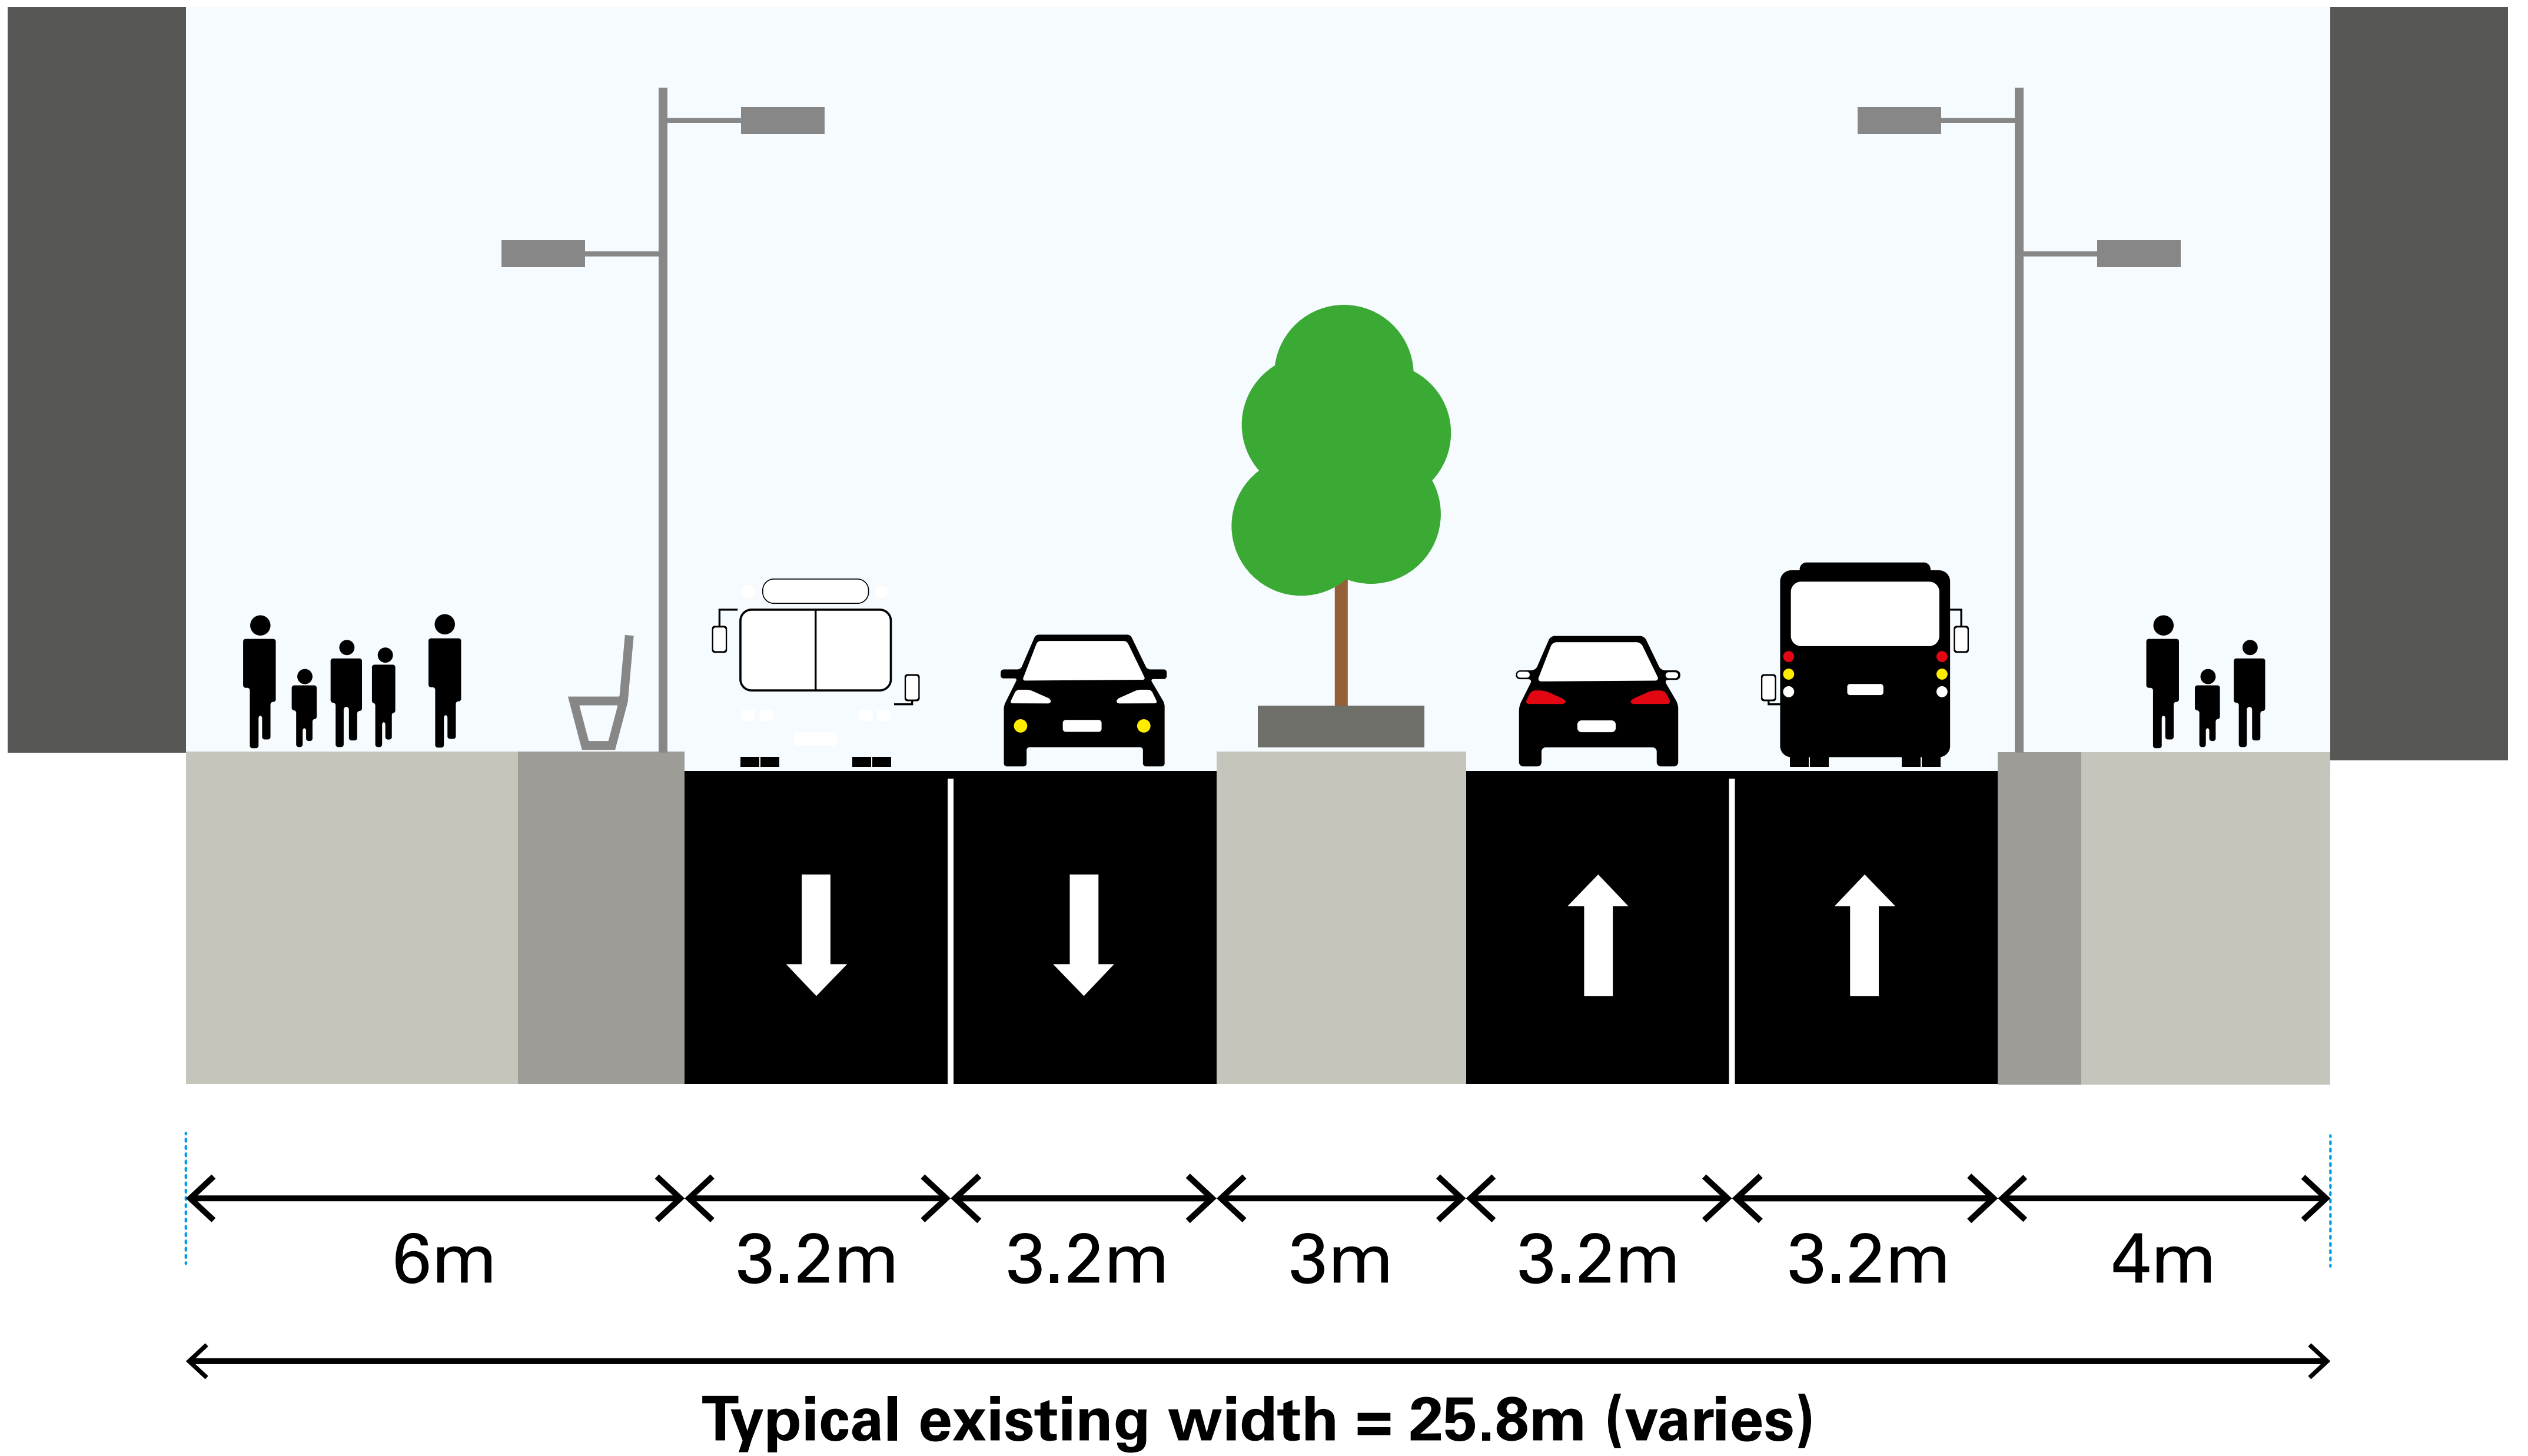 6m 3.2m 3.2m 3m 3.2m 3.2m 4m
Typical existing width = 25.8m (varies)